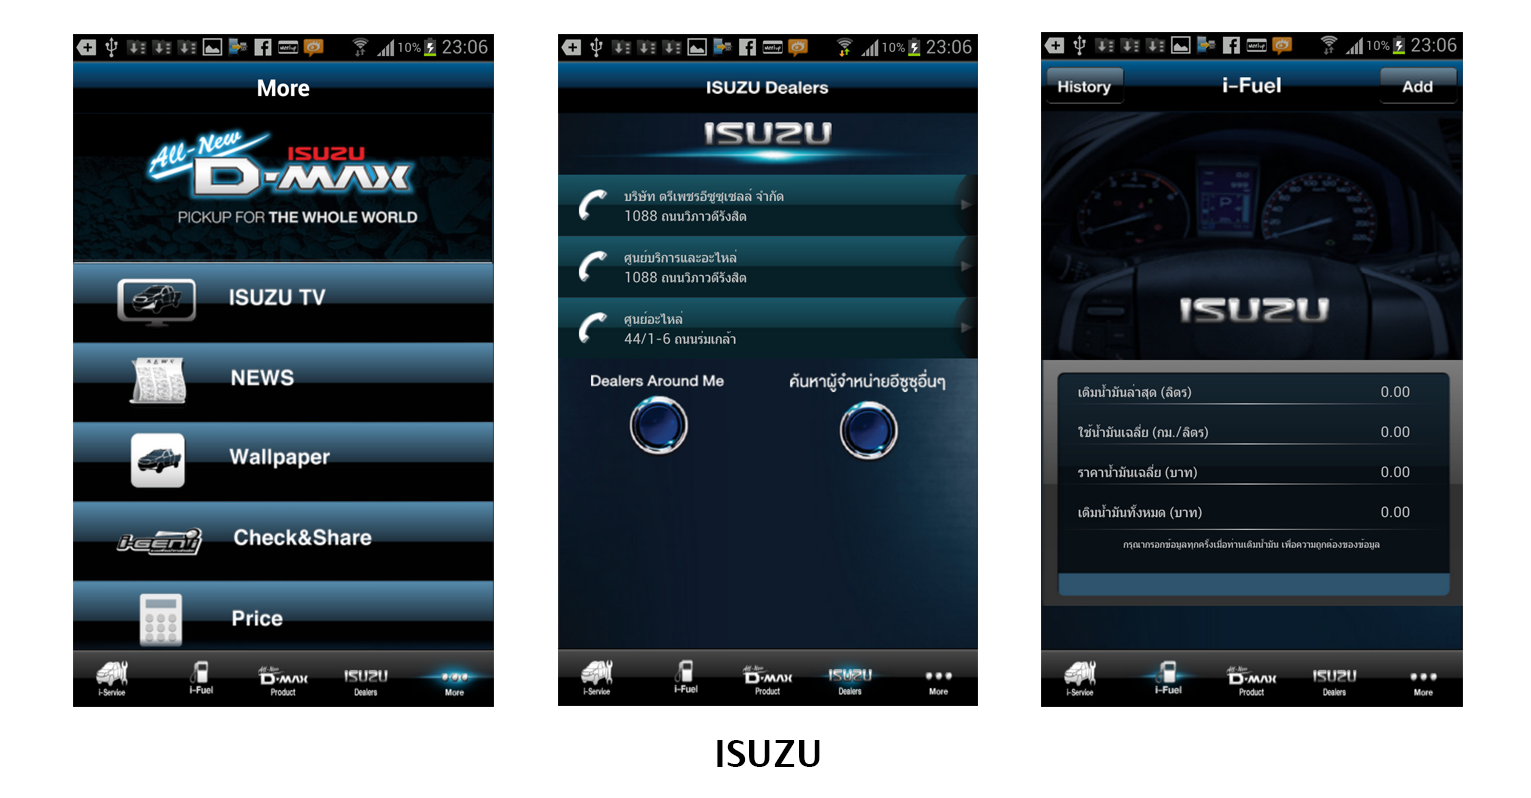 10% 23:06
More
All-New
ISUZU
D-MAX
PICKUP FOR THE WHOLE WORLD
ISUZU TV
NEWS
Wallpaper
i-GENii
Check&Share
Price
i-Service
i-Fuel
All-New
D-MAX
Product
ISUZU
Dealers
More
10% 23:06
ISUZU Dealers
ISUZU
บริษัท ตรีเพชรอีซูซุเซลล์ จำกัด
1088 ถนนวิภาวดีรังสิต
ศูนย์บริการและอะไหล่
1088 ถนนวิภาวดีรังสิต
ศูนย์อะไหล่
44/1-6 ถนนร่มเกล้า
Dealers Around Me
ค้นหาผู้จำหน่ายอีซูซุอื่นๆ
i-Service
i-Fuel
All-New
D-MAX
Product
ISUZU
Dealers
More
10% 23:06
History
i-Fuel
Add
ISUZU
เติมน้ำมันล่าสุด (ลิตร) 0.00
ใช้น้ำมันเฉลี่ย (กม./ลิตร) 0.00
ราคาน้ำมันเฉลี่ย (บาท) 0.00
เติมน้ำมันทั้งหมด (บาท) 0.00
กรุณากรอกข้อมูลทุกครั้งเมื่อท่านเติมน้ำมัน เพื่อความถูกต้องของข้อมูล
i-Service
i-Fuel
All-New
D-MAX
Product
ISUZU
Dealers
More
ISUZU